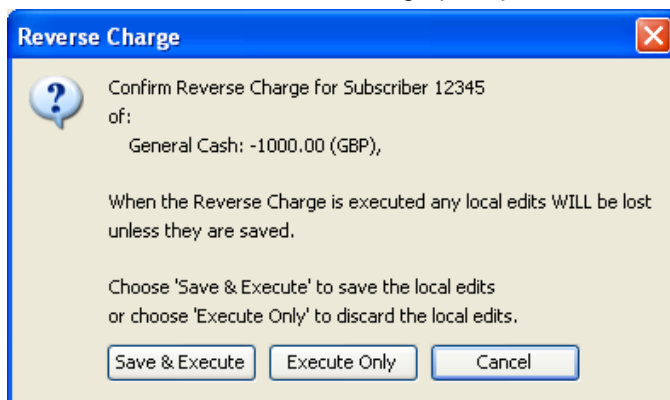 Reverse Charge
Confirm Reverse Charge for Subscriber 12345
of:
General Cash: -1000.00 (GBP),
When the Reverse Charge is executed any local edits WILL be lost
unless they are saved.
Choose 'Save & Execute' to save the local edits
or choose 'Execute Only' to discard the local edits.
Save & Execute Execute Only Cancel